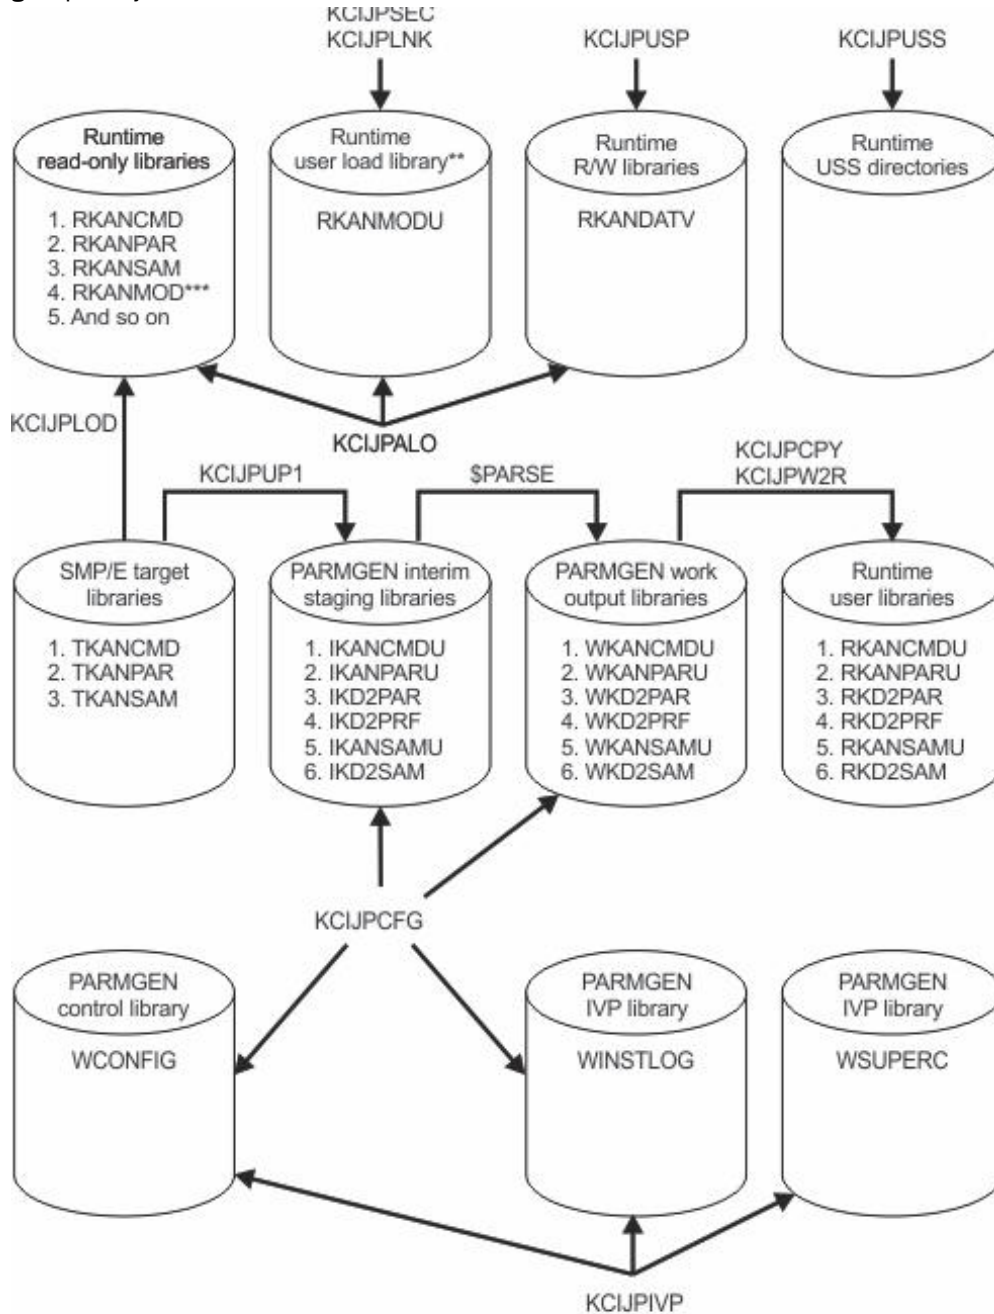 KCIJPSEC
KCIJPLNK
KCIJPUSP
KCIJPUSS
Runtime
read-only libraries
1. RKANCMD
2. RKANPAR
3. RKANSAM
4. RKANMOD***
5. And so on
Runtime
user load library**
RKANMODU
Runtime
R/W libraries
RKANDATV
Runtime
USS directories
KCIJPLOD
KCIJPALO
KCIJPUP1
$PARSE
KCIJPCPY
KCIJPW2R
SMP/E target
libraries
1. TKANCMD
2. TKANPAR
3. TKANSAM
PARMGEN interim
staging libraries
1. IKANCMDU
2. IKANPARU
3. IKD2PAR
4. IKD2PRF
5. IKANSAMU
6. IKD2SAM
PARMGEN work
output libraries
1. WKANCMDU
2. WKANPARU
3. WKD2PAR
4. WKD2PRF
5. WKANSAMU
6. WKD2SAM
Runtime
user libraries
1. RKANCMDU
2. RKANPARU
3. RKD2PAR
4. RKD2PRF
5. RKANSAMU
6. RKD2SAM
KCIJPCFG
PARMGEN
control library
WCONFIG
PARMGEN
IVP library
WINSTLOG
PARMGEN
IVP library
WSUPERC
KCIJPIVP